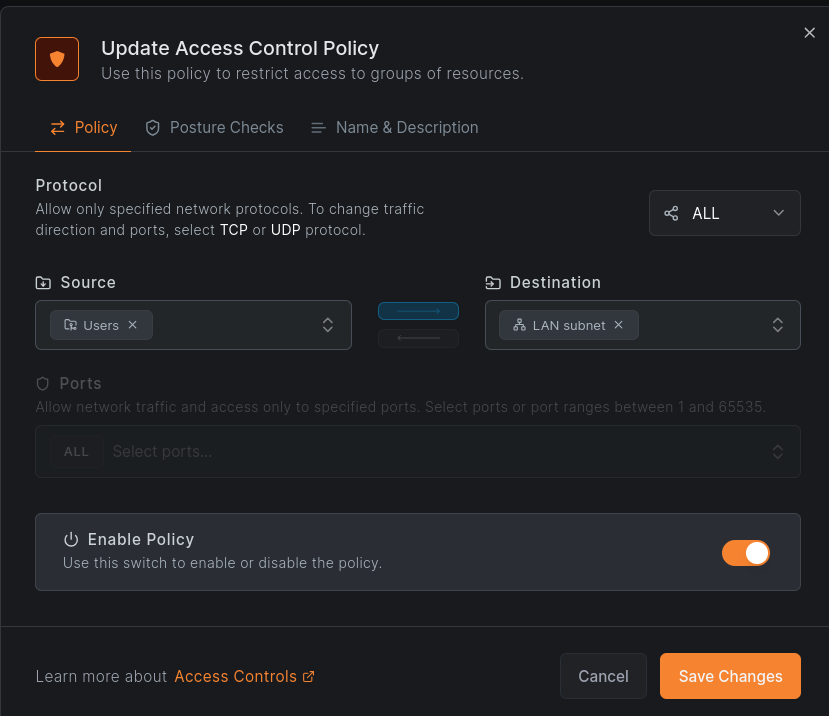 Update Access Control Policy
Use this policy to restrict access to groups of resources.
Policy
Posture Checks
Name & Description
Protocol
Allow only specified network protocols. To change traffic
direction and ports, select TCP or UDP protocol.
ALL
Source
Destination
Users
LAN subnet
Ports
Allow network traffic and access only to specified ports. Select ports or port ranges between 1 and 65535.
ALL
Select ports...
Enable Policy
Use this switch to enable or disable the policy.
Learn more about Access Controls
Cancel
Save Changes